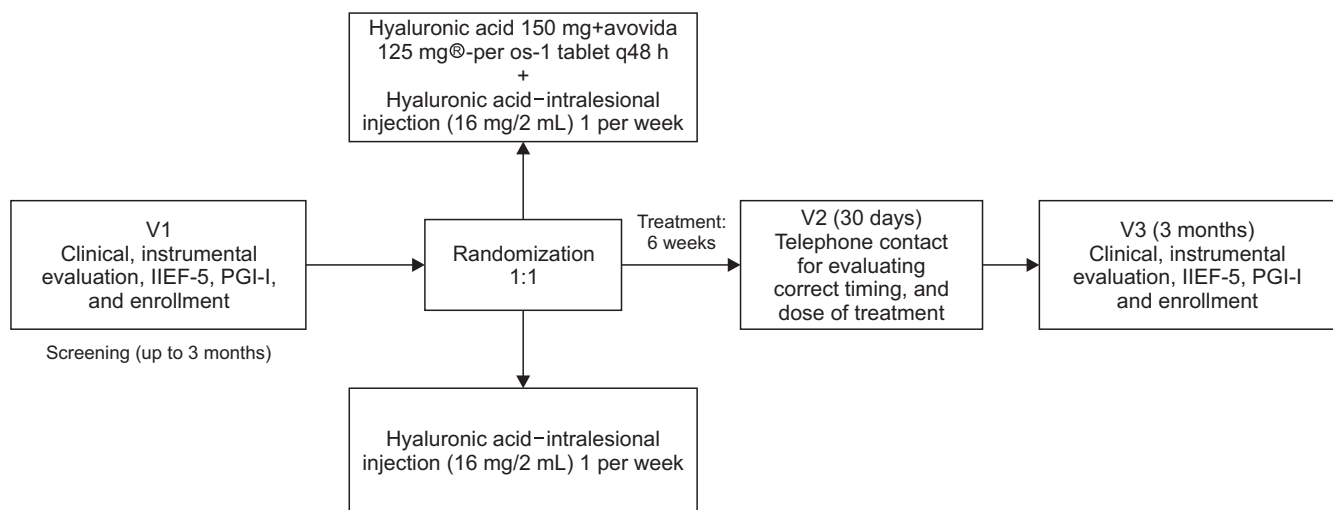 Hyaluronic acid 150 mg+avovida
125 mg®-per os-1 tablet q48 h
+
Hyaluronic acid−intralesional
injection (16 mg/2 mL) 1 per week
V1
Clinical, instrumental
evaluation, IIEF-5, PGI-I,
and enrollment
Screening (up to 3 months)
Randomization
1:1
Treatment:
6 weeks
V2 (30 days)
Telephone contact
for evaluating
correct timing, and
dose of treatment
V3 (3 months)
Clinical, instrumental
evaluation, IIEF-5, PGI-I
and enrollment
Hyaluronic acid−intralesional
injection (16 mg/2 mL) 1 per week